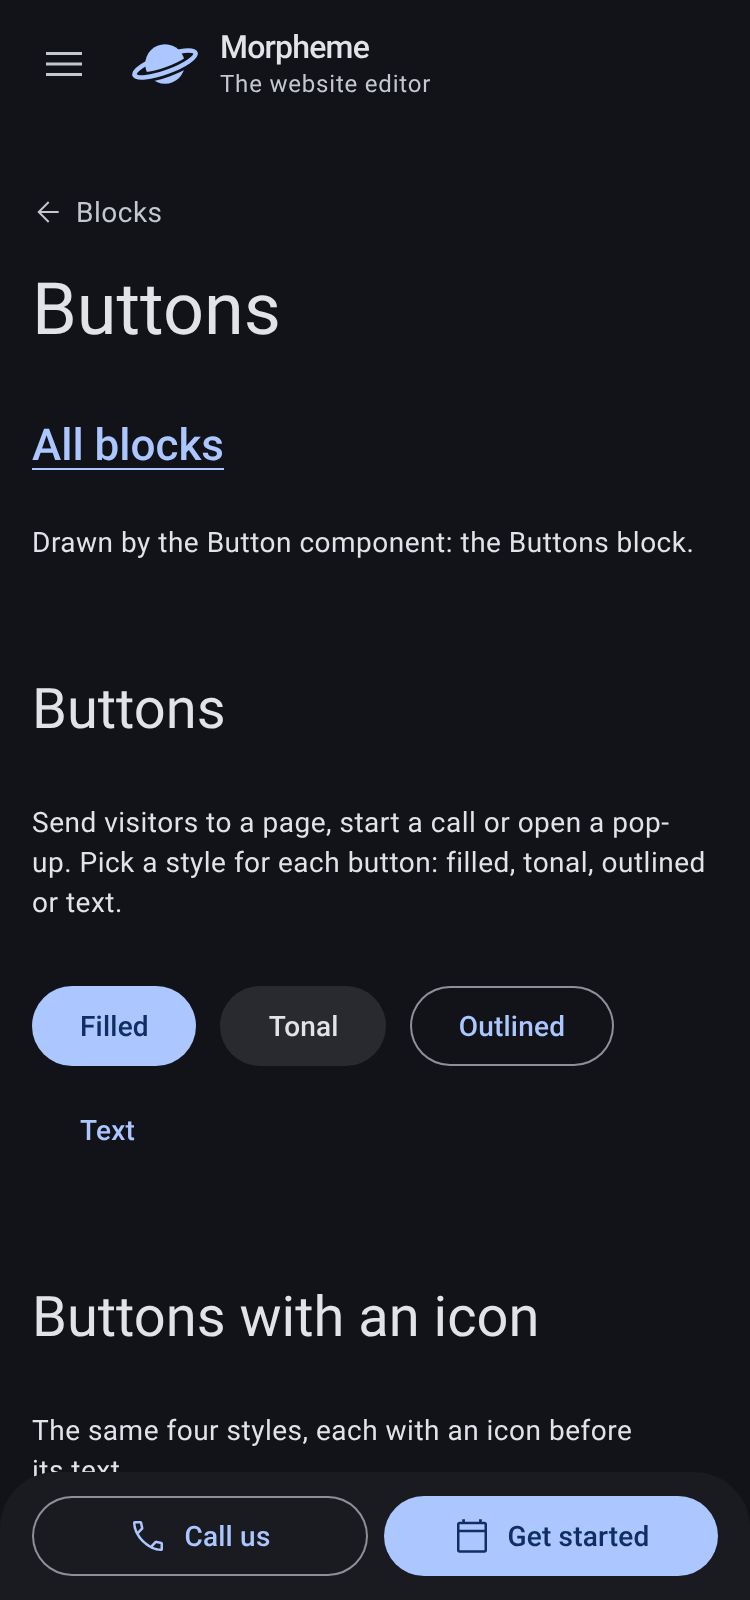 Morpheme
The website editor
Blocks
Buttons
All blocks
Drawn by the Button component: the Buttons block.
Buttons
Send visitors to a page, start a call or open a pop-
up. Pick a style for each button: filled, tonal, outlined
or text.
Filled
Tonal
Outlined
Text
Buttons with an icon
The same four styles, each with an icon before
its text
Call us
Get started